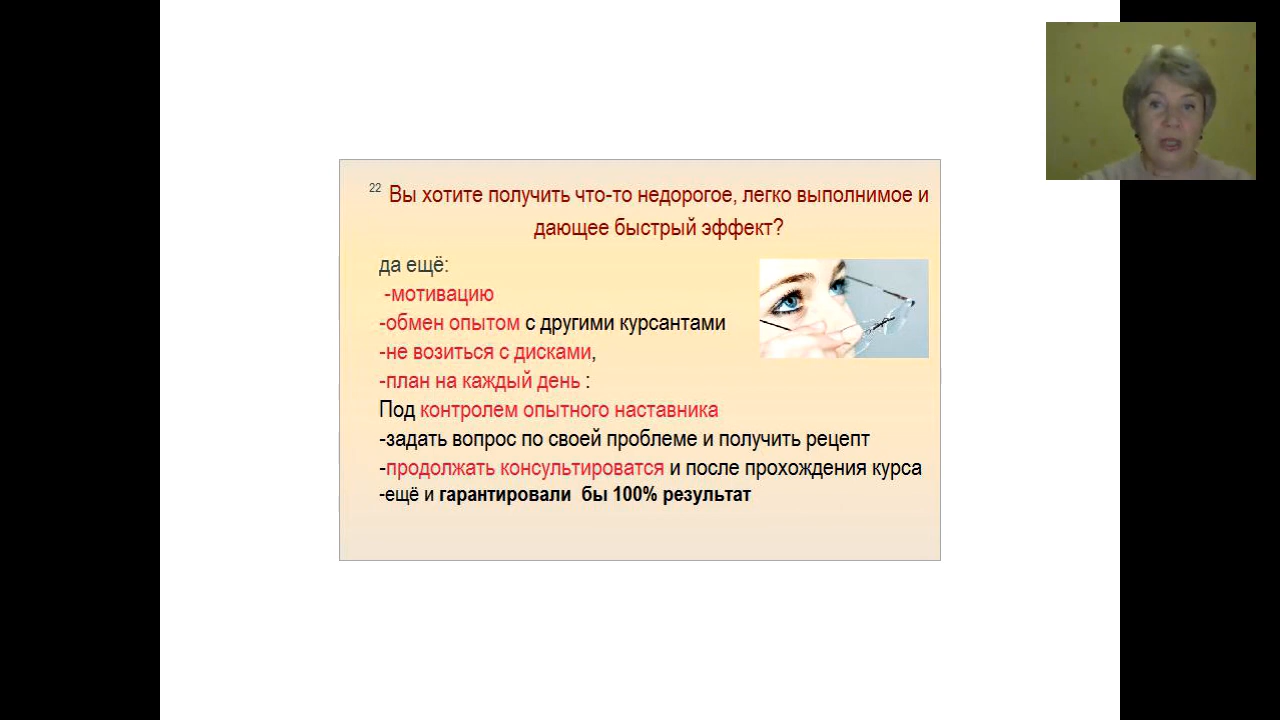 22 Вы хотите получить что-то недорогое, легко выполнимое и
дающее быстрый эффект?
да ещё:
-мотивацию
-обмен опытом с другими курсантами
-не возиться с дисками,
-план на каждый день :
Под контролем опытного наставника
-задать вопрос по своей проблеме и получить рецепт
-продолжать консультироватся и после прохождения курса
-ещё и гарантировали бы 100% результат